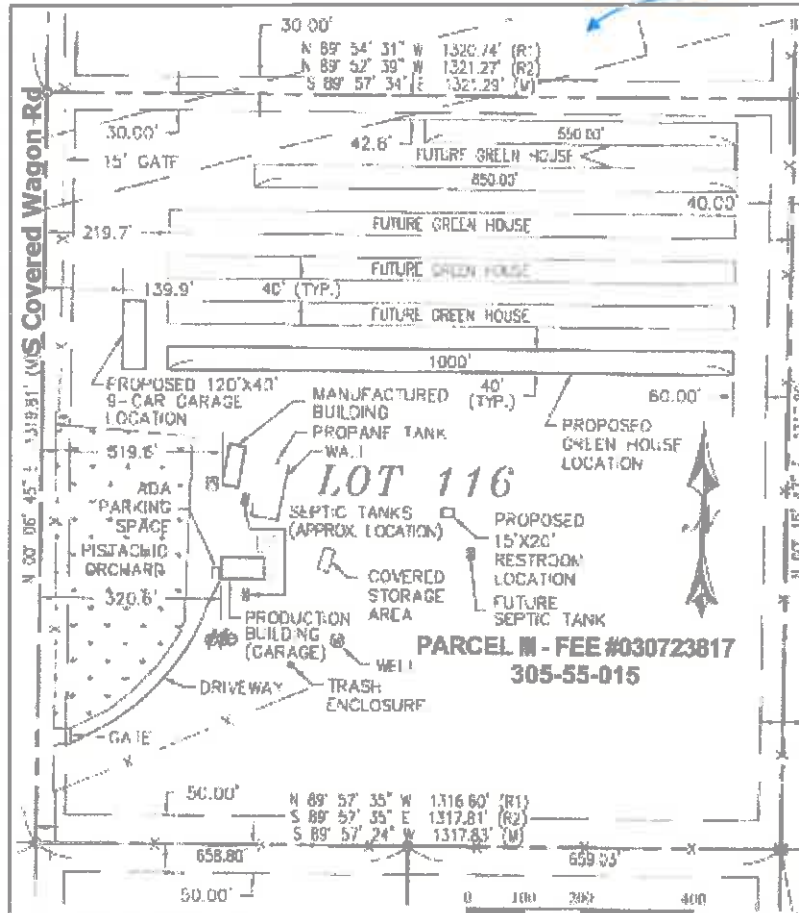 30.00'
N 89° 54' 31" W 1320.74' (R1)
N 89° 52' 39" W 1321.27' (R2)
S 89° 57' 34" E 1321.29' (M)
S Covered Wagon Rd
30.00'
15' GATE
42.8'
550.00'
FUTURE GREEN HOUSE
850.00'
40.00'
219.7'
FUTURE GREEN HOUSE
FUTURE GREEN HOUSE
139.9'
40' (TYP.)
FUTURE GREEN HOUSE
1000'
PROPOSED 120'X40'
9-CAR GARAGE
LOCATION
MANUFACTURED
BUILDING
40'
(TYP.)
60.00'
PROPANE TANK
PROPOSED
GREEN HOUSE
LOCATION
519.6'
LOT 116
ADA
PARKING
SPACE
SEPTIC TANKS
(APPROX. LOCATION)
PROPOSED
15'X20'
RESTROOM
LOCATION
PISTACHIO
ORCHARD
COVERED
STORAGE
AREA
FUTURE
SEPTIC TANK
320.6'
PRODUCTION
BUILDING
(GARAGE)
PARCEL M - FEE #030723817
305-55-015
WELL
DRIVEWAY
TRASH
ENCLOSURE
GATE
50.00'
N 89° 57' 35" W 1316.60' (R1)
S 89° 57' 35" E 1317.81' (R2)
S 89° 57' 24" W 1317.83' (M)
658.80'
659.03'
50.00'
0 100 200 400